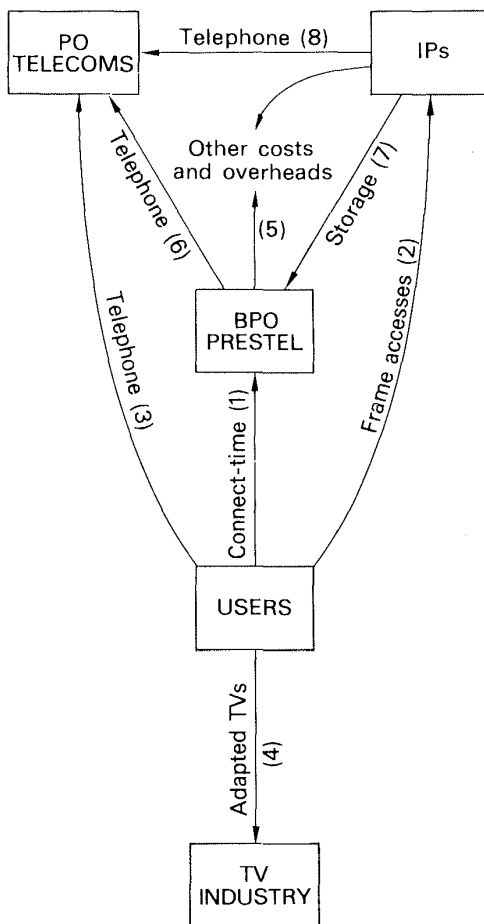 PO
TELECOMS
Telephone (8)
IPs
Other costs
and overheads
Telephone (6)
(5)
Storage (7)
Telephone (3)
BPO
PRESTEL
Frame accesses (2)
Connect-time (1)
USERS
Adapted TVs
(4)
TV
INDUSTRY